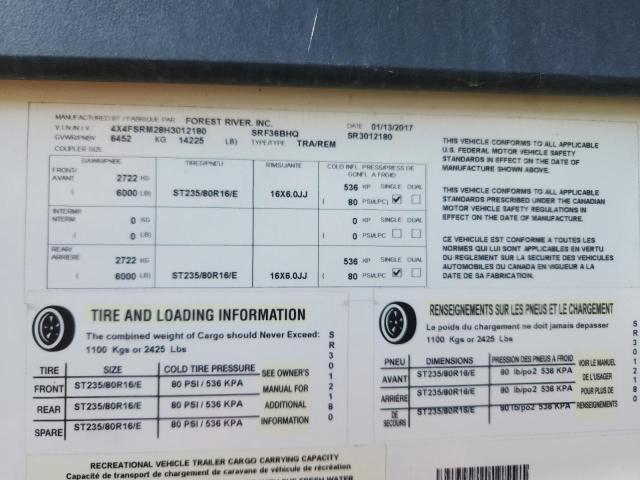 MANUFACTURED BY / FABRIQUE PAR FOREST RIVER, INC. DATE 01/13/2017
V.I.N./N.I.V. 4X4FSRM28H3012180 SRF36BHQ SR3012180
GVWR/PNBV 6452 KG 14225 LB) TYPE/TYPE TRA/REM
COUPLER SIZE
GAWR/PNBE TIRES/PNEU RIMS/JANTE COLD INFL PRESS/PRESS DE GONFL A FROID
FRONT/ AVANT 2722 KG 536 KP SINGLE DUAL
( 6000 LB) ST235/80R16/E 16X6.0JJ ( 80 PSI/LPC)
INTERM/ INTERM 0 KG 0 KP SINGLE DUAL
( 0 LB) ( 0 PSI/LPC
REAR/ ARRIERE 2722 KG 536 KP SINGLE DUAL
( 6000 LB) ST235/80R16/E 16X6.0JJ ( 80 PSI/LPC
THIS VEHICLE CONFORMS TO ALL APPLICABLE
U.S. FEDERAL MOTOR VEHICLE SAFETY
STANDARDS IN EFFECT ON THE DATE OF
MANUFACTURE SHOWN ABOVE.
THIS VEHICLE CONFORMS TO ALL APPLICABLE
STANDARDS PRESCRIBED UNDER THE CANADIAN
MOTOR VEHICLE SAFETY REGULATIONS IN
EFFECT ON THE DATE OF MANUFACTURE.
CE VEHICULE EST CONFORME A TOUTES LES
NORMES QUI LUI SONT APPLICABLES EN VERTU
DU REGLEMENT SUR LA SECURITE DES VEHICULES
AUTOMOBILES DU CANADA EN VIGUEUR A LA
DATE DE SA FABRICATION.
TIRE AND LOADING INFORMATION
The combined weight of Cargo should Never Exceed:
1100 Kgs or 2425 Lbs
TIRE SIZE COLD TIRE PRESSURE
FRONT ST235/80R16/E 80 PSI / 536 KPA
REAR ST235/80R16/E 80 PSI / 536 KPA
SPARE ST235/80R16/E 80 PSI / 536 KPA
SEE OWNER'S
MANUAL FOR
ADDITIONAL
INFORMATION
SR3012180
RENSEIGNEMENTS SUR LES PNEUS ET LE CHARGEMENT
Le poids du chargement ne doit jamais depasser
1100 Kgs or 2425 Lbs
PNEU DIMENSIONS PRESSION DES PNEUS A FROID
AVANT ST235/80R16/E 80 lb/po2 536 KPA
ARRIÈRE ST235/80R16/E 80 lb/po2 536 KPA
DE SECOURS ST235/80R16/E 80 lb/po2 536 KPA
VOIR LE MANUEL
DE L'USAGER
POUR PLUS DE
RENSEIGNEMENTS
SR3012180
RECREATIONAL VEHICLE TRAILER CARGO CARRYING CAPACITY
Capacité de transport de chargement de caravane de véhicule de récréation